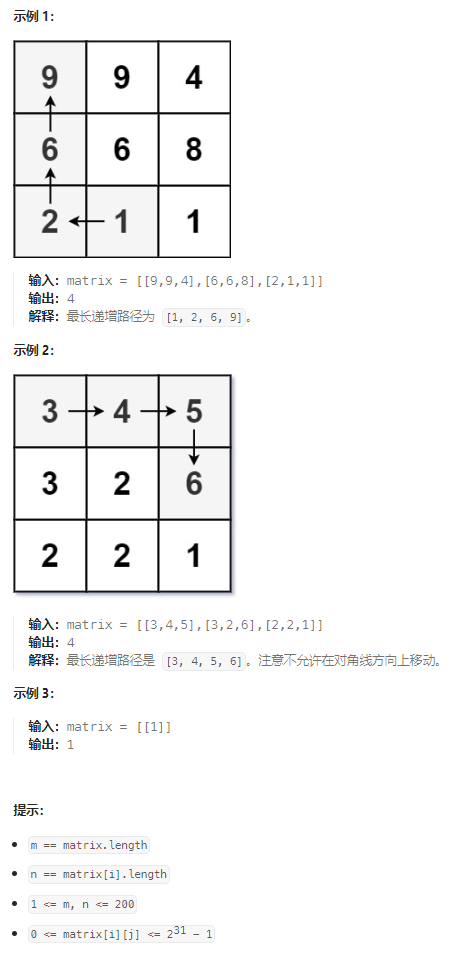 示例 1:
9 9 4
6 6 8
2 1 1
输入: matrix = [[9,9,4],[6,6,8],[2,1,1]]
输出: 4
解释: 最长递增路径为 [1, 2, 6, 9]。
示例 2:
3 4 5
3 2 6
2 2 1
输入: matrix = [[3,4,5],[3,2,6],[2,2,1]]
输出: 4
解释: 最长递增路径是 [3, 4, 5, 6]。注意不允许在对角线方向上移动。
示例 3:
输入: matrix = [[1]]
输出: 1
提示:
m == matrix.length
n == matrix[i].length
1 <= m, n <= 200
0 <= matrix[i][j] <= 2³¹ - 1